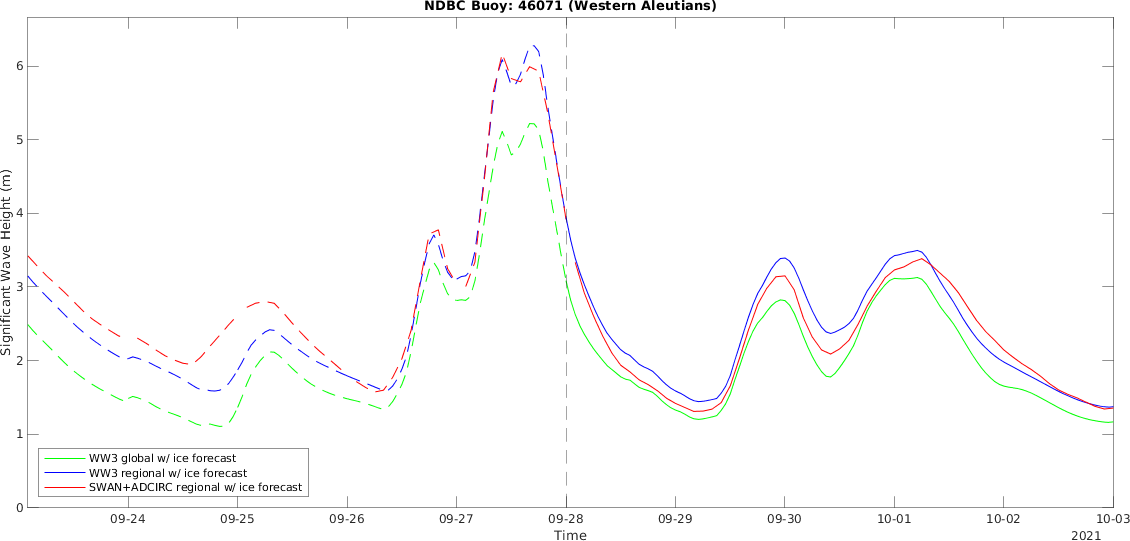 NDBC Buoy: 46071 (Western Aleutians)
Significant Wave Height (m)
6
5
4
3
2
1
0
WW3 global w/ ice forecast
WW3 regional w/ ice forecast
SWAN+ADCIRC regional w/ ice forecast
09-24 09-25 09-26 09-27 09-28 09-29 09-30 10-01 10-02 10-03
Time
2021